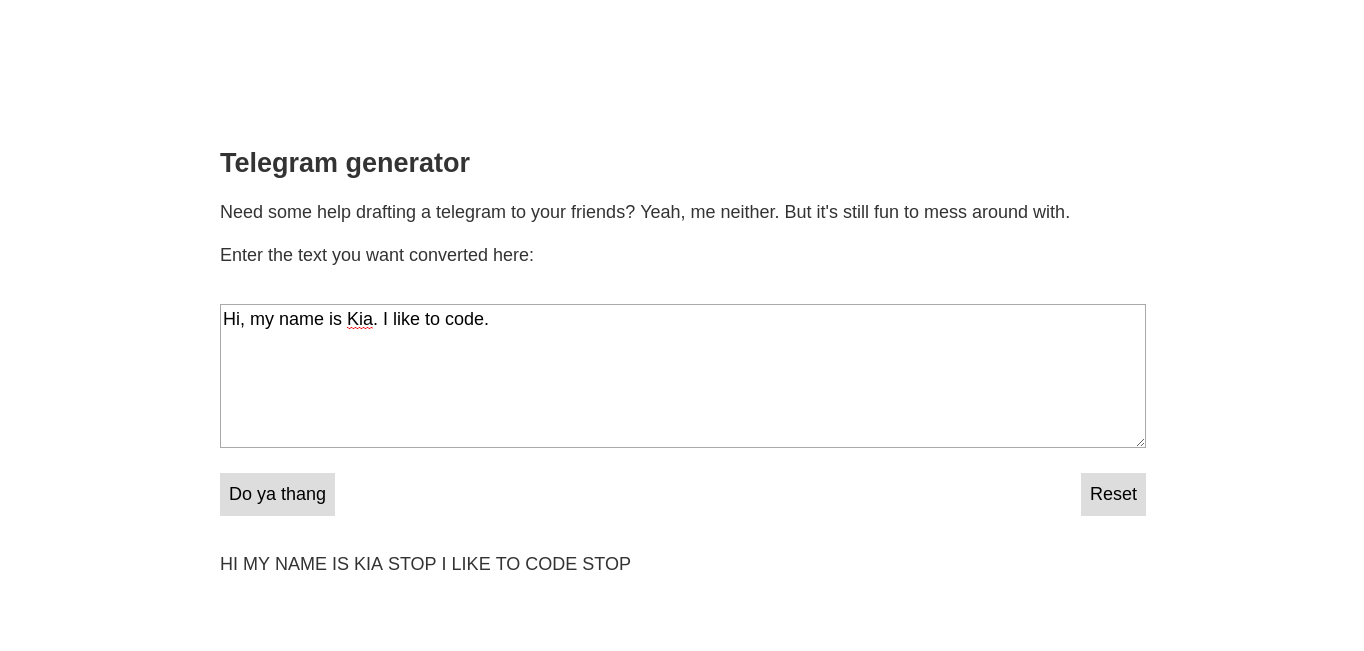 Telegram generator
Need some help drafting a telegram to your friends? Yeah, me neither. But it's still fun to mess around with.
Enter the text you want converted here:
Hi, my name is Kia. I like to code.
Do ya thang
Reset
HI MY NAME IS KIA STOP I LIKE TO CODE STOP